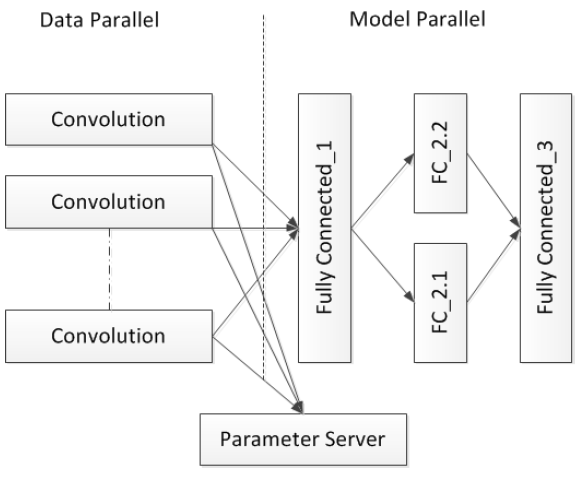 Data Parallel
Model Parallel
Convolution
Convolution
Convolution
Fully Connected_1
FC_2.2
FC_2.1
Fully Connected_3
Parameter Server